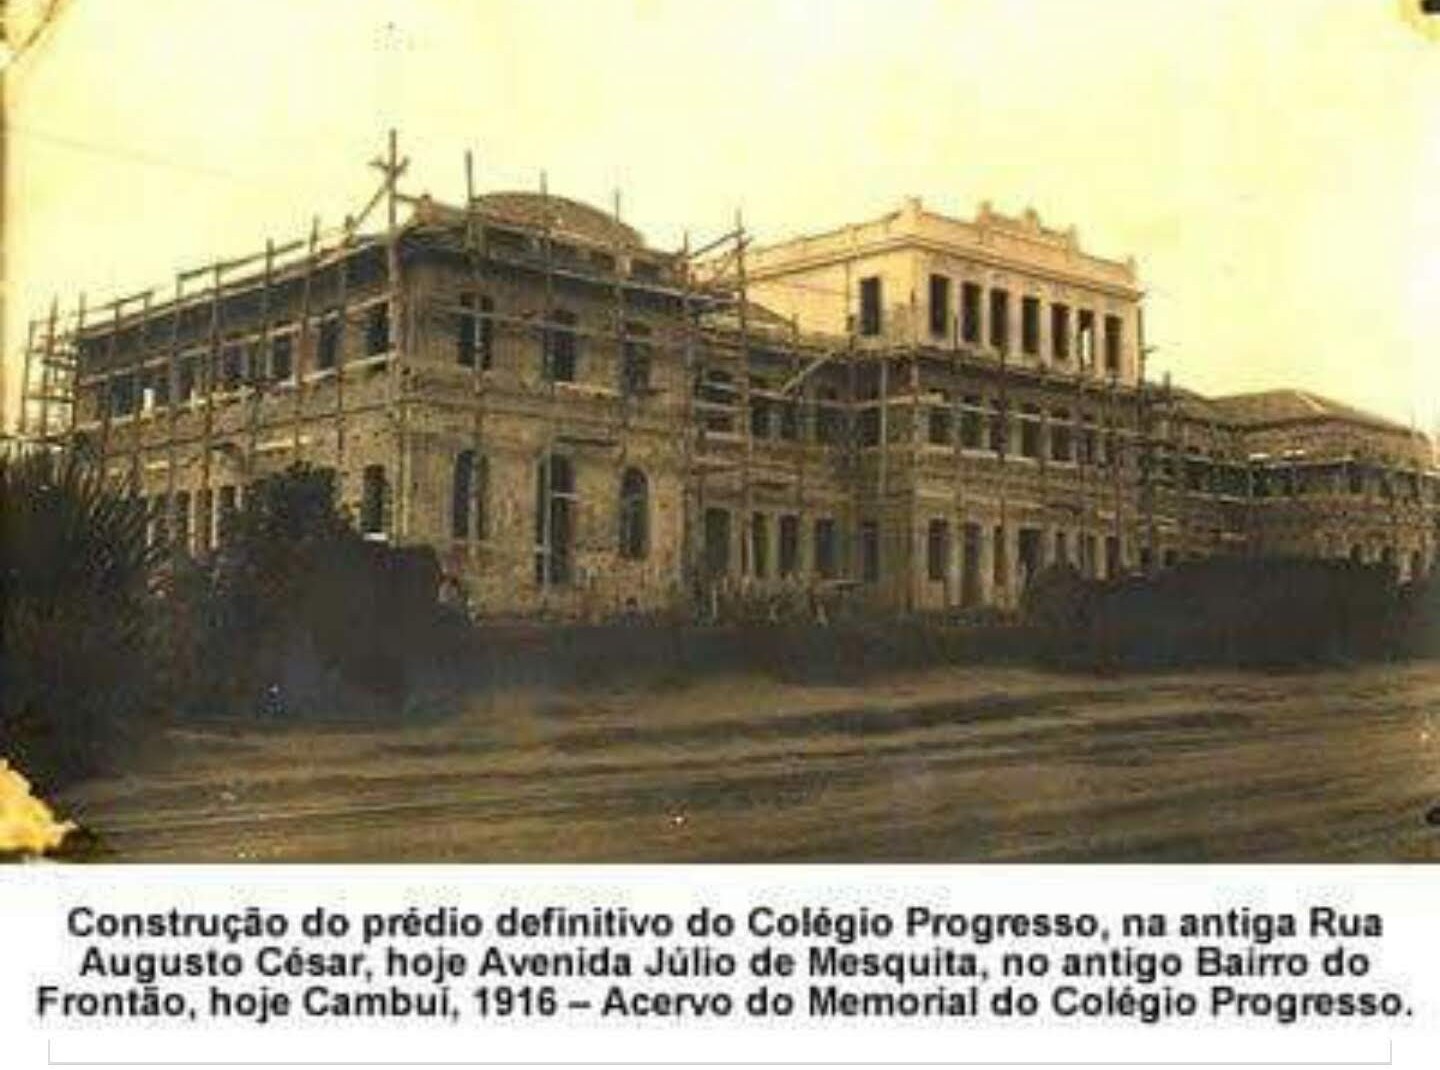 Construção do prédio definitivo do Colégio Progresso, na antiga Rua
Augusto César, hoje Avenida Júlio de Mesquita, no antigo Bairro do
Frontão, hoje Cambuí, 1916 – Acervo do Memorial do Colégio Progresso.